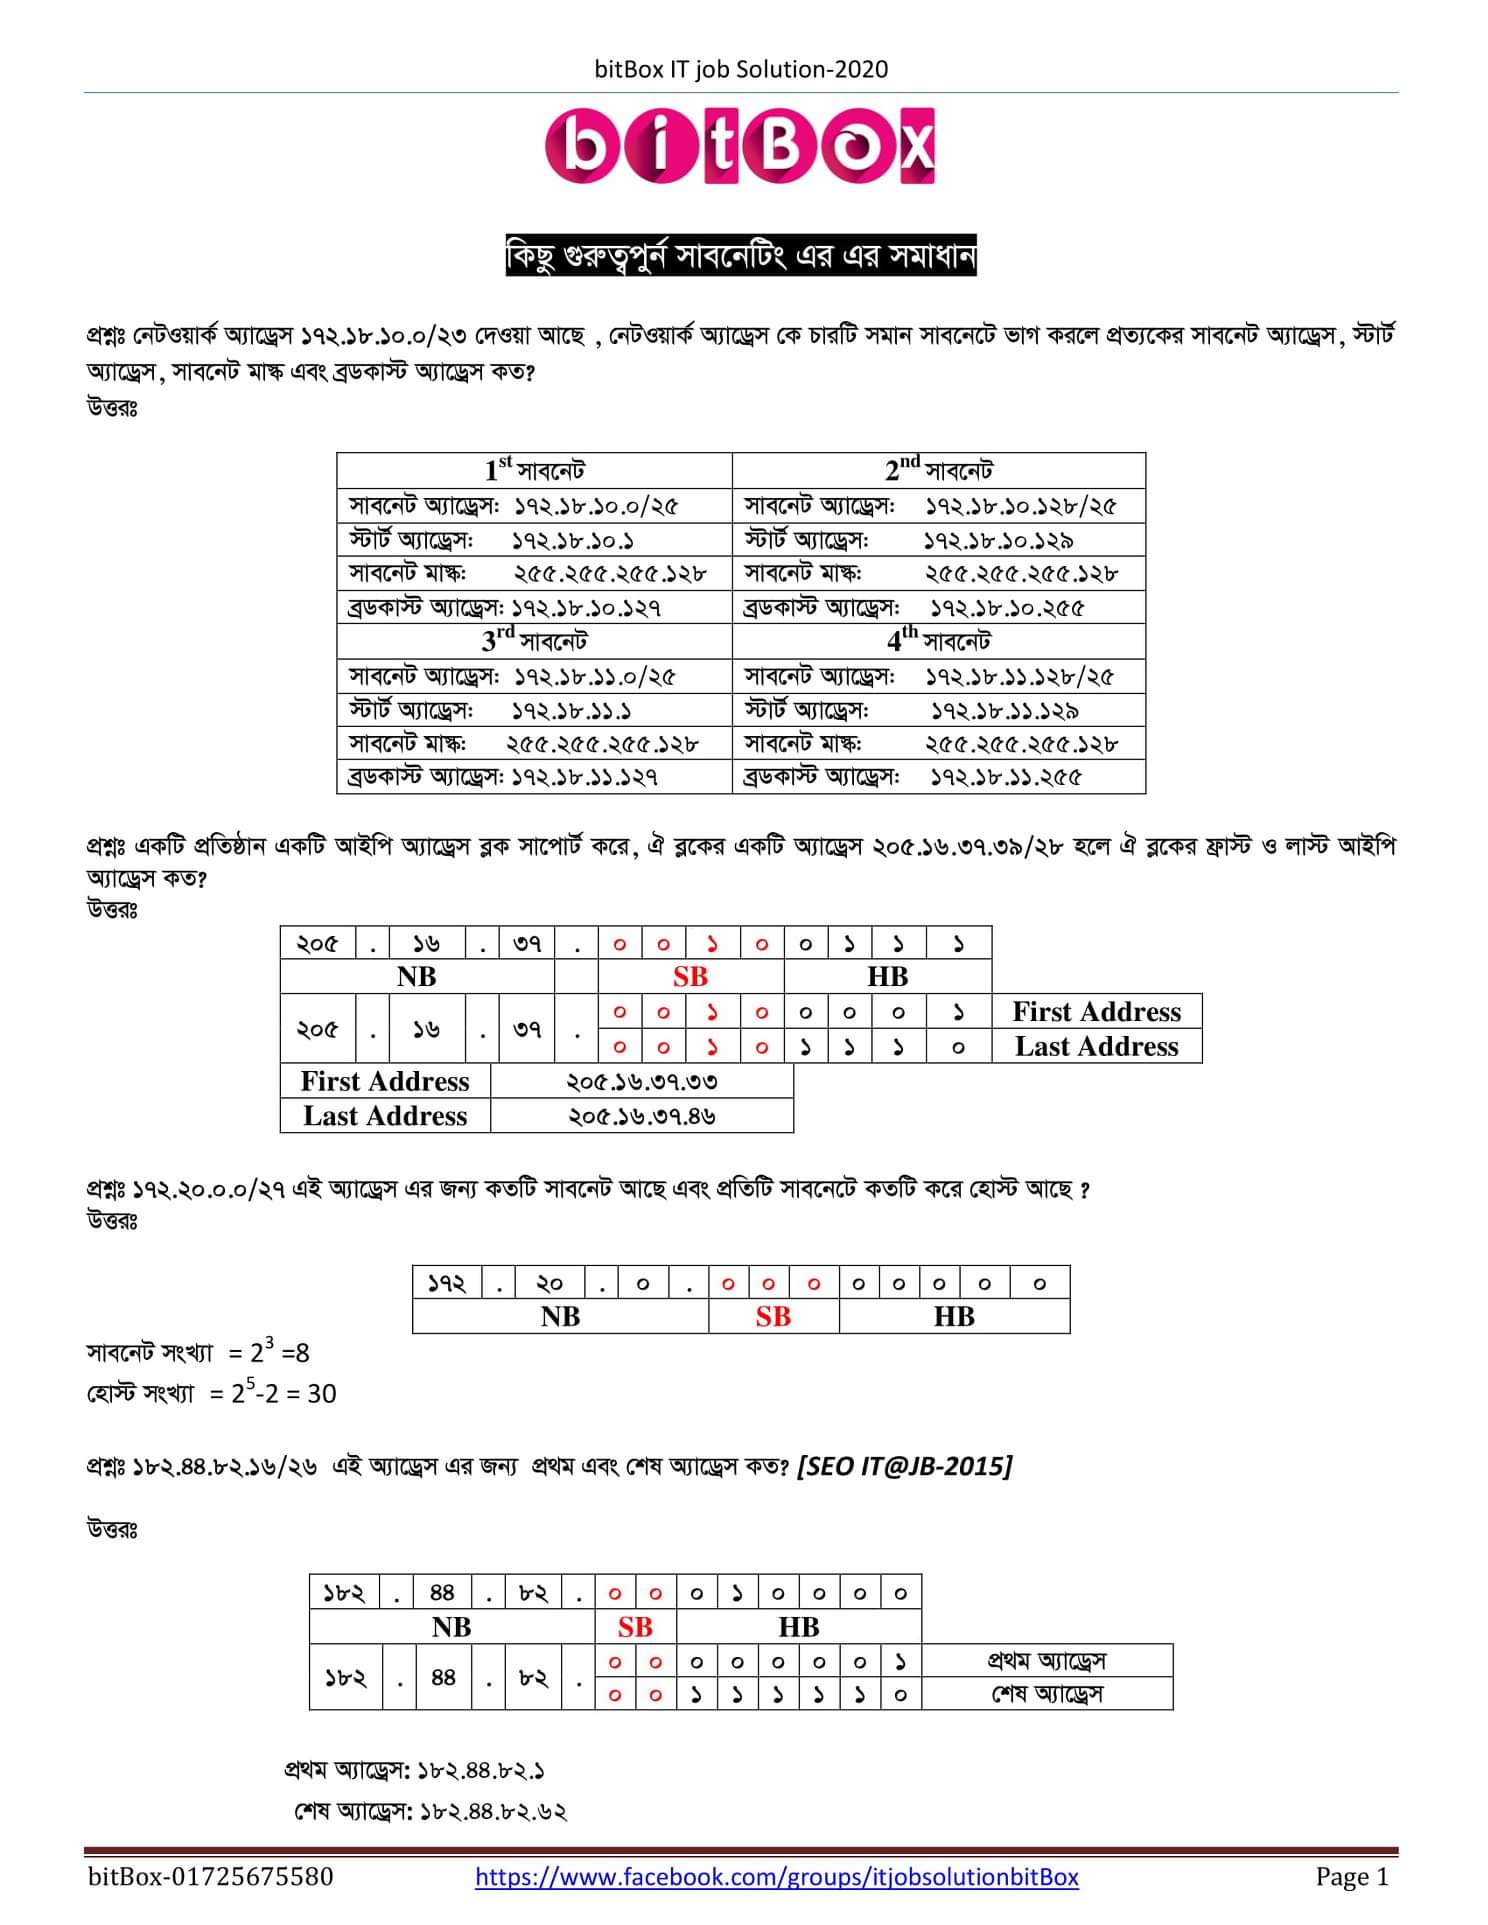 bitBox IT job Solution-2020
bitBox
কিছু গুরুত্বপুর্ন সাবনেটিং এর এর সমাধান
প্রশ্নঃ নেটওয়ার্ক অ্যাড্রেস ১৭২.১৮.১০.০/২৩ দেওয়া আছে , নেটওয়ার্ক অ্যাড্রেস কে চারটি সমান সাবনেটে ভাগ করলে প্রত্যকের সাবনেট অ্যাড্রেস, স্টার্ট
অ্যাড্রেস, সাবনেট মাস্ক এবং ব্রডকাস্ট অ্যাড্রেস কত?
উত্তরঃ
1st সাবনেট 2nd সাবনেট
সাবনেট অ্যাড্রেস: ১৭২.১৮.১০.০/২৫ সাবনেট অ্যাড্রেস: ১৭২.১৮.১০.১২৮/২৫
স্টার্ট অ্যাড্রেস: ১৭২.১৮.১০.১ স্টার্ট অ্যাড্রেস: ১৭২.১৮.১০.১২৯
সাবনেট মাস্ক: ২৫৫.২৫৫.২৫৫.১২৮ সাবনেট মাস্ক: ২৫৫.২৫৫.২৫৫.১২৮
ব্রডকাস্ট অ্যাড্রেস: ১৭২.১৮.১০.১২৭ ব্রডকাস্ট অ্যাড্রেস: ১৭২.১৮.১০.২৫৫
3rd সাবনেট 4th সাবনেট
সাবনেট অ্যাড্রেস: ১৭২.১৮.১১.০/২৫ সাবনেট অ্যাড্রেস: ১৭২.১৮.১১.১২৮/২৫
স্টার্ট অ্যাড্রেস: ১৭২.১৮.১১.১ স্টার্ট অ্যাড্রেস: ১৭২.১৮.১১.১২৯
সাবনেট মাস্ক: ২৫৫.২৫৫.২৫৫.১২৮ সাবনেট মাস্ক: ২৫৫.২৫৫.২৫৫.১২৮
ব্রডকাস্ট অ্যাড্রেস: ১৭২.১৮.১১.১২৭ ব্রডকাস্ট অ্যাড্রেস: ১৭২.১৮.১১.২৫৫
প্রশ্নঃ একটি প্রতিষ্ঠান একটি আইপি অ্যাড্রেস ব্লক সাপোর্ট করে, ঐ ব্লকের একটি অ্যাড্রেস ২০৫.১৬.৩৭.৩৯/২৮ হলে ঐ ব্লকের ফ্রাস্ট ও লাস্ট আইপি
অ্যাড্রেস কত?
উত্তরঃ
২০৫ . ১৬ . ৩৭ . ০ ০ ১ ০ ০ ১ ১ ১
NB SB HB
২০৫ . ১৬ . ৩৭ . ০ ০ ১ ০ ০ ০ ০ ১ First Address
০ ০ ১ ০ ১ ১ ১ ০ Last Address
First Address ২০৫.১৬.৩৭.৩৩
Last Address ২০৫.১৬.৩৭.৪৬
প্রশ্নঃ ১৭২.২০.০.০/২৭ এই অ্যাড্রেস এর জন্য কতটি সাবনেট আছে এবং প্রতিটি সাবনেটে কতটি করে হোস্ট আছে ?
উত্তরঃ
১৭২ . ২০ . ০ . ০ ০ ০ ০ ০ ০ ০ ০
NB SB HB
সাবনেট সংখ্যা = 2³ =8
হোস্ট সংখ্যা = 2⁵-2 = 30
প্রশ্নঃ ১৮২.৪৪.৮২.১৬/২৬ এই অ্যাড্রেস এর জন্য প্রথম এবং শেষ অ্যাড্রেস কত? [SEO IT@JB-2015]
উত্তরঃ
১৮২ . ৪৪ . ৮২ . ০ ০ ০ ১ ০ ০ ০ ০
NB SB HB
১৮২ . ৪৪ . ৮২ . ০ ০ ০ ০ ০ ০ ০ ১ প্রথম অ্যাড্রেস
০ ০ ১ ১ ১ ১ ১ ০ শেষ অ্যাড্রেস
প্রথম অ্যাড্রেস: ১৮২.৪৪.৮২.১
শেষ অ্যাড্রেস: ১৮২.৪৪.৮২.৬২
bitBox-01725675580 https://www.facebook.com/groups/itjobsolutionbitBox Page 1